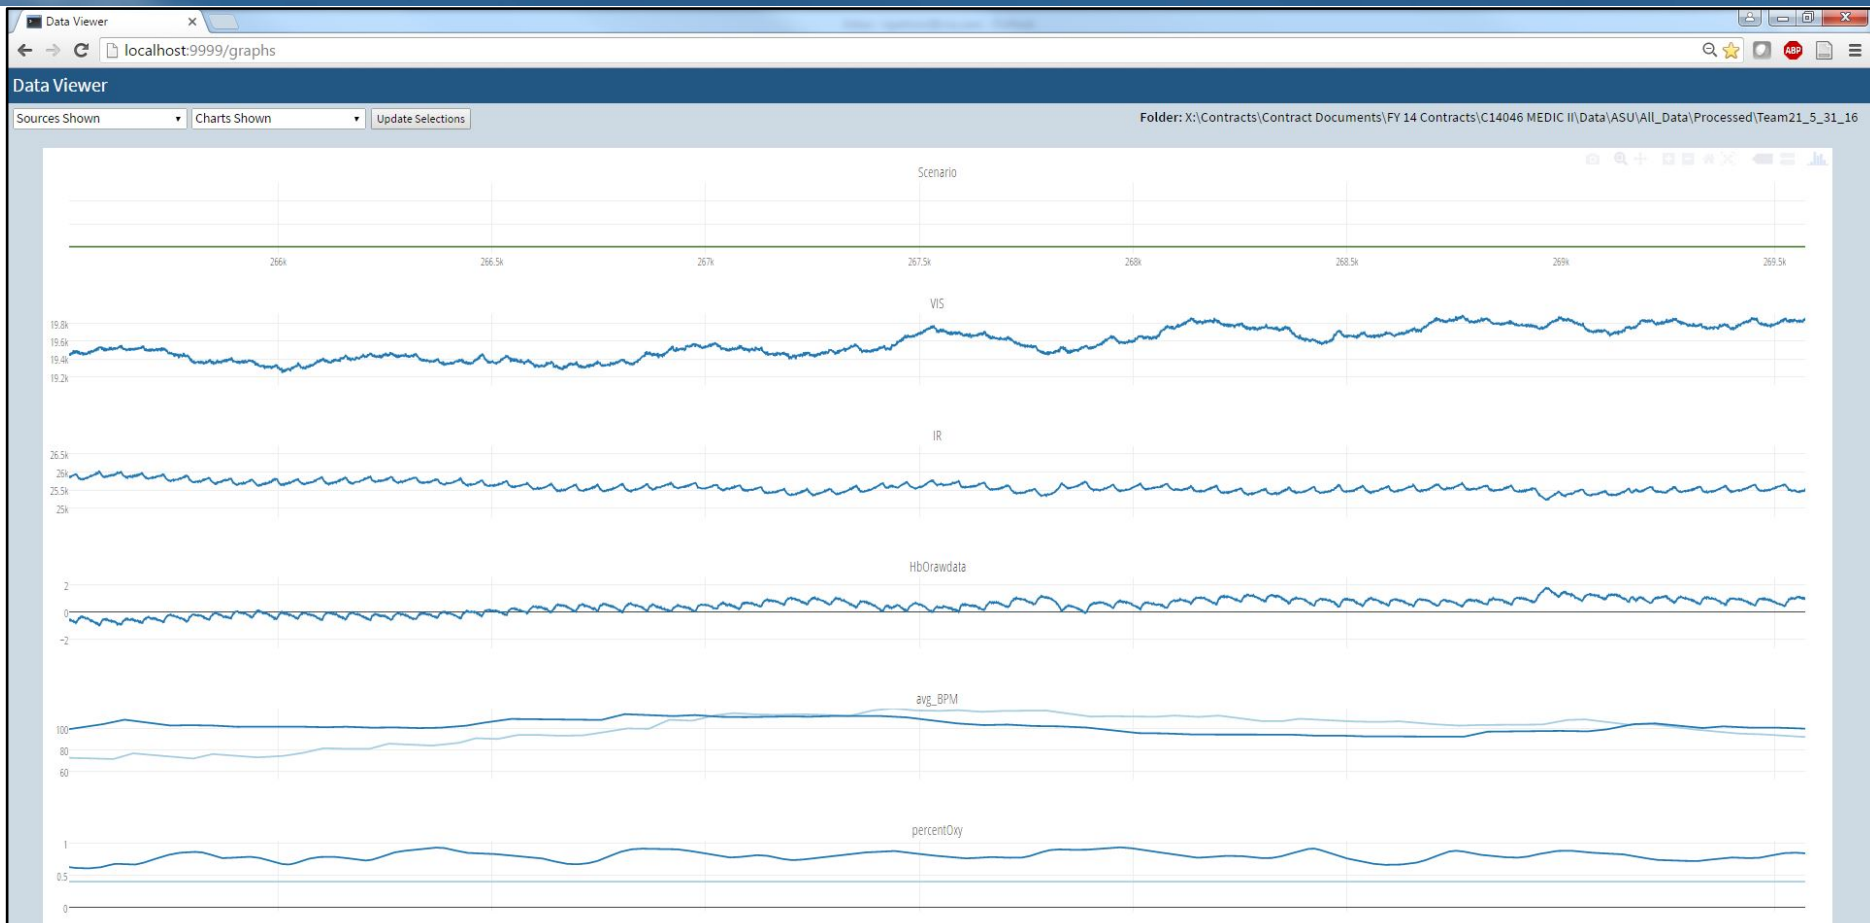 Data Viewer
localhost:9999/graphs
ABP
Data Viewer
Sources Shown
Charts Shown
Update Selections
Folder: X:\Contracts\Contract Documents\FY 14 Contracts\C14046 MEDIC II\Data\ASU\All_Data\Processed\Team21_5_31_16
Scenario
266k 266.5k 267k 267.5k 268k 268.5k 269k 269.5k
VIS
19.8k
19.6k
19.4k
19.2k
IR
26.5k
26k
25.5k
25k
HbOrawdata
2
0
−2
avg_BPM
100
80
60
percentOxy
1
0.5
0